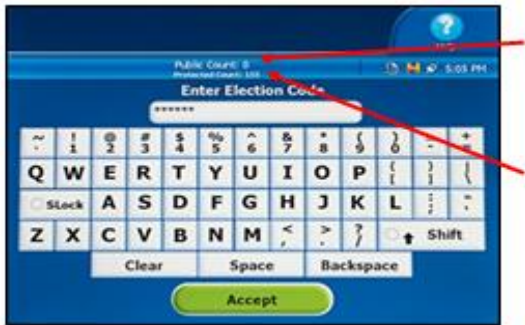 Help
Public Count: 0
Protected Count: 155
5:05 PM
Enter Election Code
******
~ ! @ # $ % ^ & * ( ) - +
` 1 2 3 4 5 6 7 8 9 0 =
Q W E R T Y U I O P { } |
[ ] \
SLock A S D F G H J K L : "
; '
Z X C V B N M < > ? Shift
, . /
Clear Space Backspace
Accept